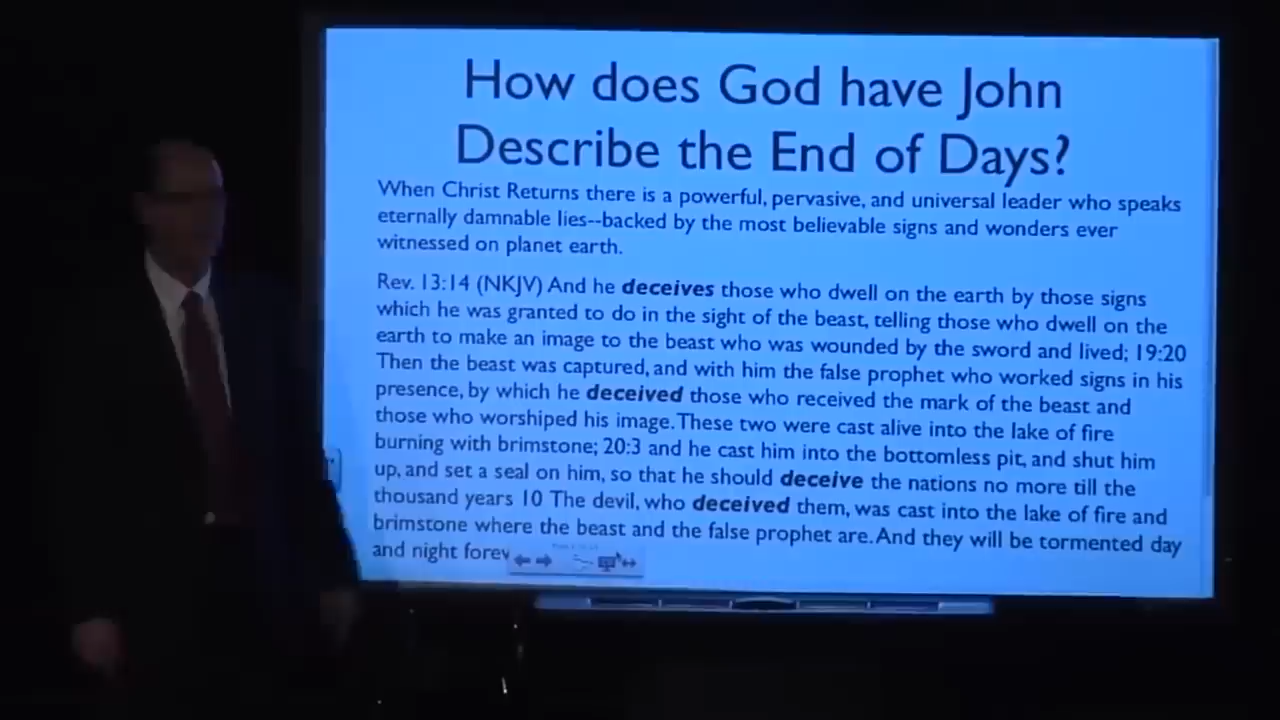 How does God have John
Describe the End of Days?
When Christ Returns there is a powerful, pervasive, and universal leader who speaks
eternally damnable lies--backed by the most believable signs and wonders ever
witnessed on planet earth.
Rev. 13:14 (NKJV) And he deceives those who dwell on the earth by those signs
which he was granted to do in the sight of the beast, telling those who dwell on the
earth to make an image to the beast who was wounded by the sword and lived; 19:20
Then the beast was captured, and with him the false prophet who worked signs in his
presence, by which he deceived those who received the mark of the beast and
those who worshiped his image. These two were cast alive into the lake of fire
burning with brimstone; 20:3 and he cast him into the bottomless pit, and shut him
up, and set a seal on him, so that he should deceive the nations no more till the
thousand years 10 The devil, who deceived them, was cast into the lake of fire and
brimstone where the beast and the false prophet are. And they will be tormented day
and night forev